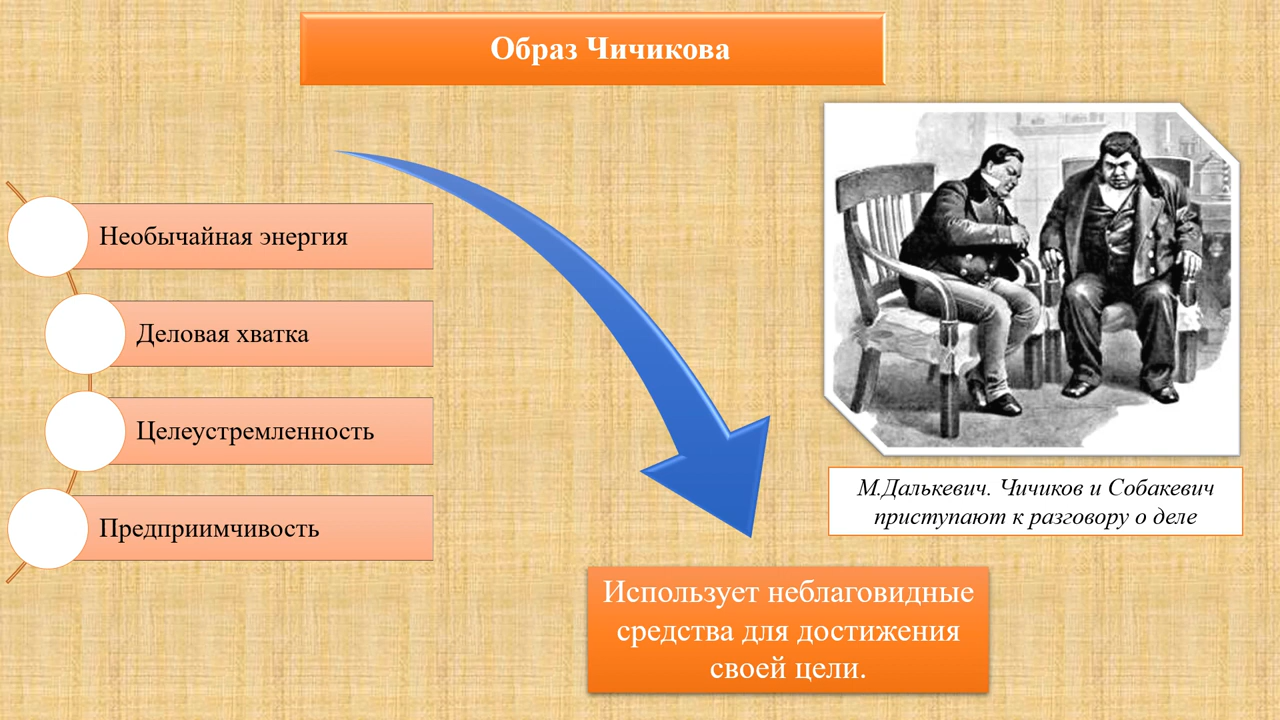 Образ Чичикова
Необычайная энергия
Деловая хватка
Целеустремленность
Предприимчивость
М.Далькевич. Чичиков и Собакевич
приступают к разговору о деле
Использует неблаговидные
средства для достижения
своей цели.